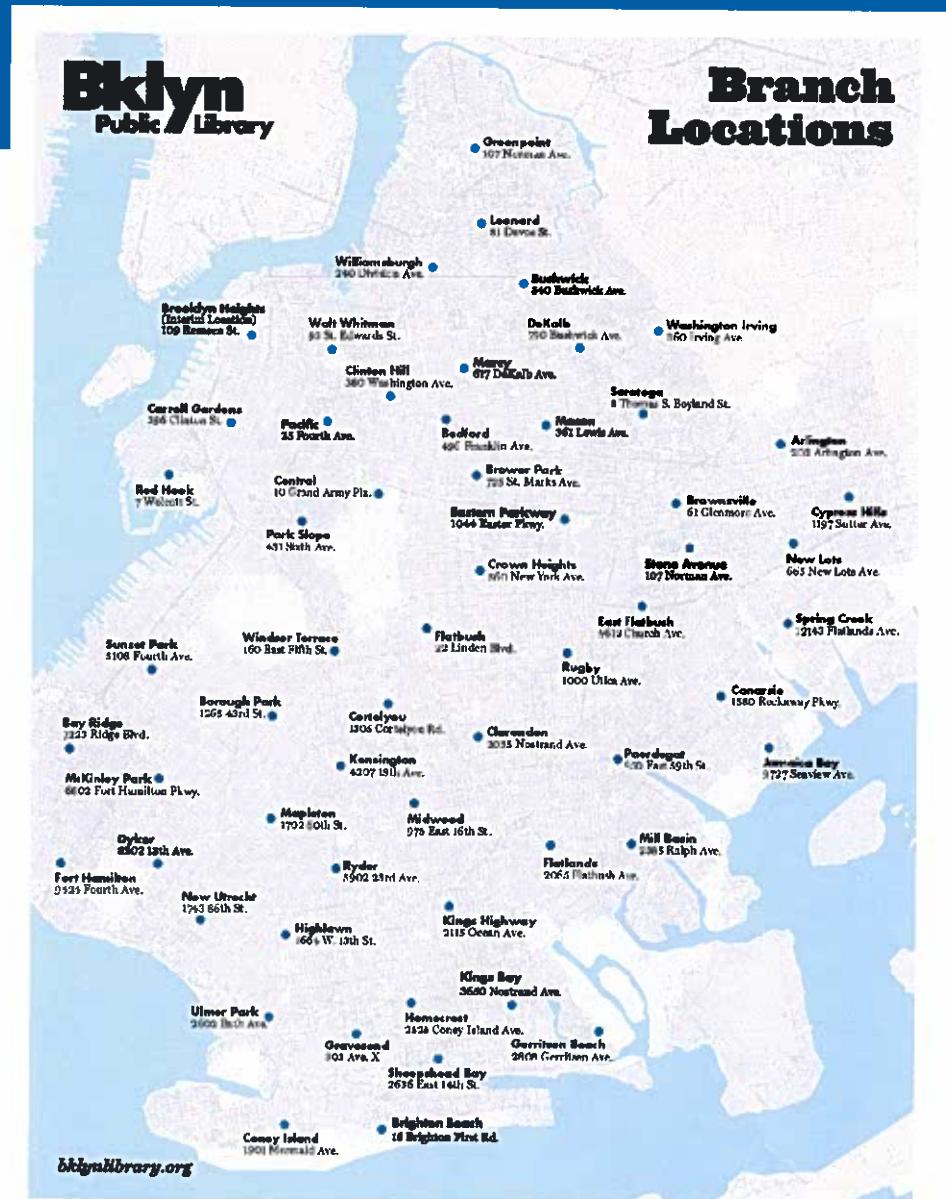 Bklyn
Public Library
Branch
Locations
Greenpoint
107 Norman Ave.
Leonard
81 Devoe St.
Williamsburgh
240 Division Ave.
Bushwick
340 Bushwick Ave.
Brooklyn Heights
(Interim Location)
109 Remsen St.
Walt Whitman
93 St. Edwards St.
DeKalb
790 Bushwick Ave.
Washington Irving
360 Irving Ave
Clinton Hill
380 Washington Ave.
Marcy
617 DeKalb Ave.
Saratoga
8 Thomas S. Boyland St.
Carroll Gardens
396 Clinton St.
Pacific
25 Fourth Ave.
Bedford
496 Franklin Ave.
Macon
361 Lewis Ave.
Arlington
203 Arlington Ave.
Red Hook
7 Wolcott St.
Central
10 Grand Army Plz.
Brower Park
725 St. Marks Ave.
Eastern Parkway
1044 Easter Pkwy.
Brownsville
61 Glenmore Ave.
Cypress Hills
1197 Sutter Ave.
Park Slope
431 Sixth Ave.
Crown Heights
560 New York Ave.
Stone Avenue
107 Norman Ave.
New Lots
665 New Lots Ave.
East Flatbush
9612 Church Ave.
Spring Creek
12143 Flatlands Ave.
Sunset Park
5108 Fourth Ave.
Windsor Terrace
160 East Fifth St.
Flatbush
22 Linden Blvd.
Rugby
1000 Utica Ave.
Canarsie
1580 Rockaway Pkwy.
Borough Park
1265 43rd St.
Cortelyou
1305 Cortelyou Rd.
Bay Ridge
7223 Ridge Blvd.
Clarendon
2035 Nostrand Ave.
Paerdegat
850 East 59th St.
Jamaica Bay
9727 Seaview Ave.
McKinley Park
6802 Fort Hamilton Pkwy.
Kensington
4207 18th Ave.
Mapleton
1702 60th St.
Midwood
975 East 16th St.
Mill Basin
2385 Ralph Ave.
Dyker
8202 13th Ave.
Flatlands
2065 Flatbush Ave.
Fort Hamilton
9424 Fourth Ave.
Ryder
5902 23rd Ave.
New Utrecht
1743 86th St.
Highlawn
1664 W. 13th St.
Kings Highway
2115 Ocean Ave.
Kings Bay
3650 Nostrand Ave.
Ulmer Park
2602 Bath Ave.
Homecrest
2525 Coney Island Ave.
Gerritsen Beach
2808 Gerritsen Ave.
Gravesend
303 Ave. X
Sheepshead Bay
2636 East 14th St.
Coney Island
1901 Mermaid Ave.
Brighton Beach
16 Brighton First Rd.
bklynlibrary.org